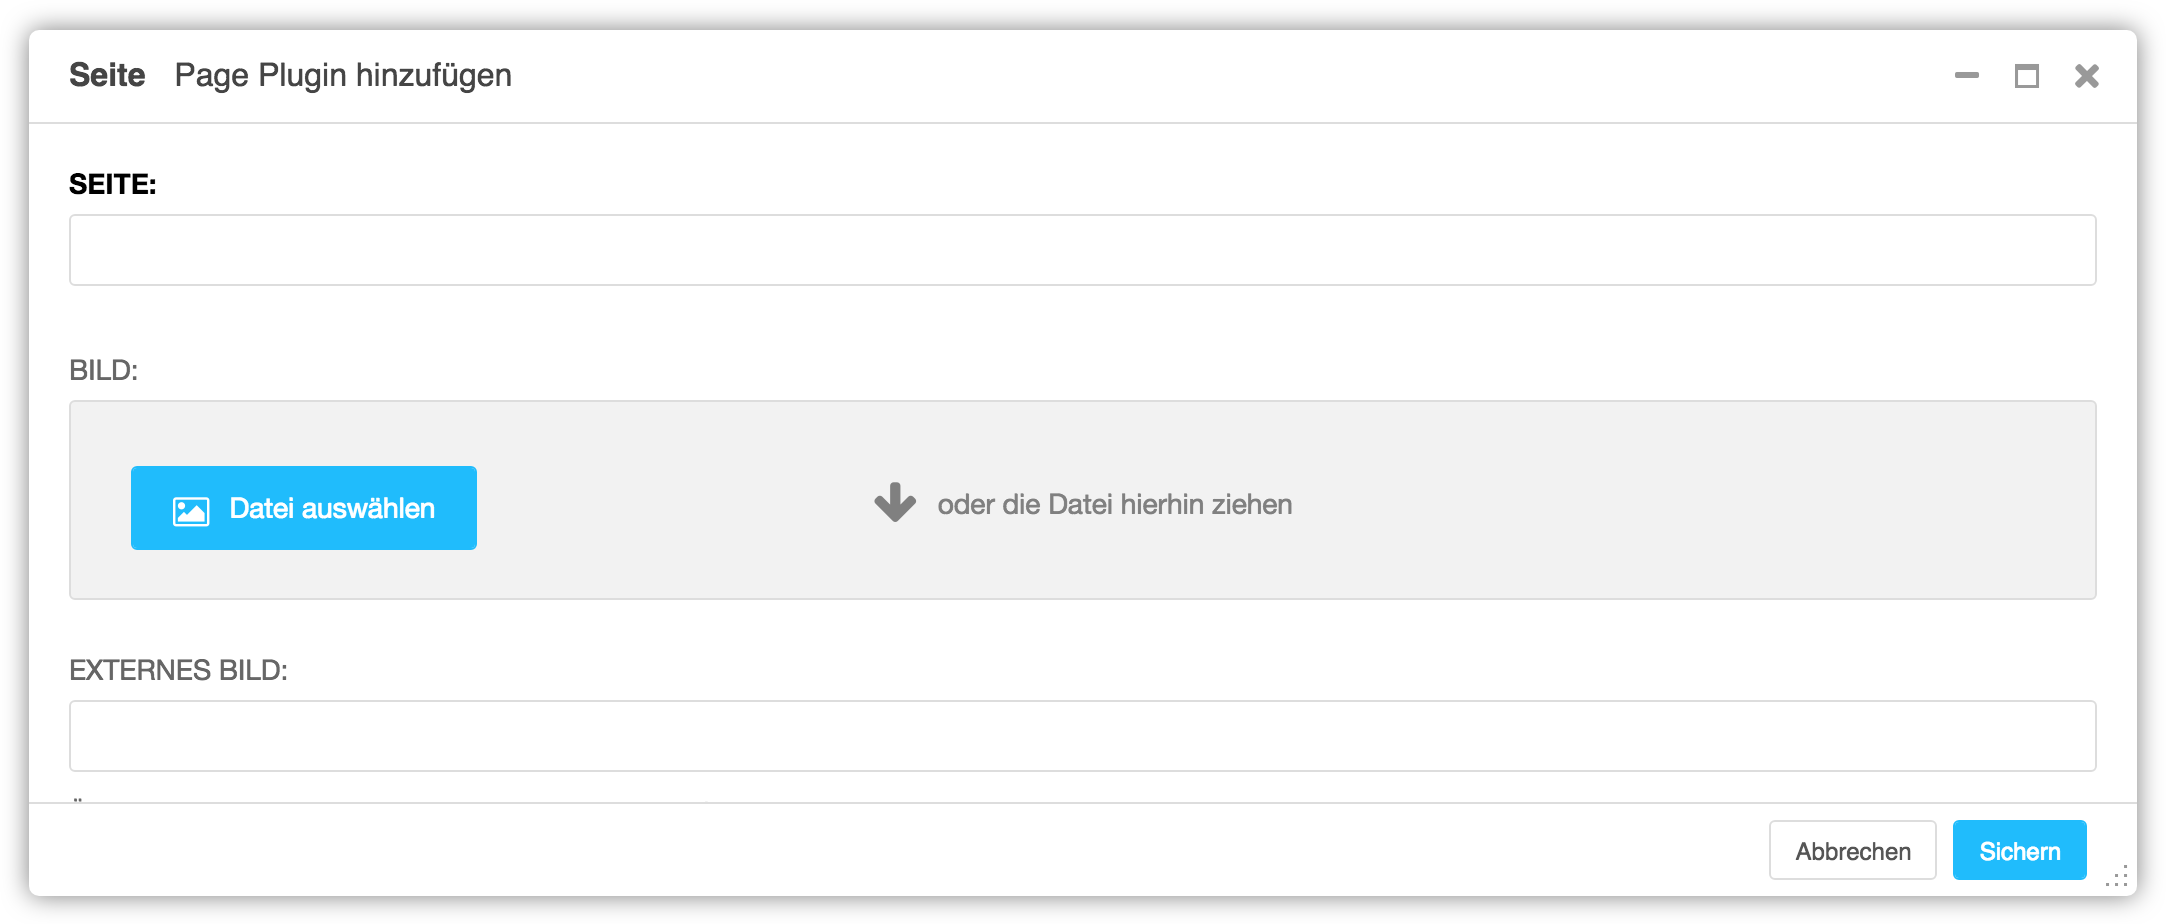 Seite Page Plugin hinzufügen
SEITE:
BILD:
Datei auswählen
oder die Datei hierhin ziehen
EXTERNES BILD:
Abbrechen Sichern